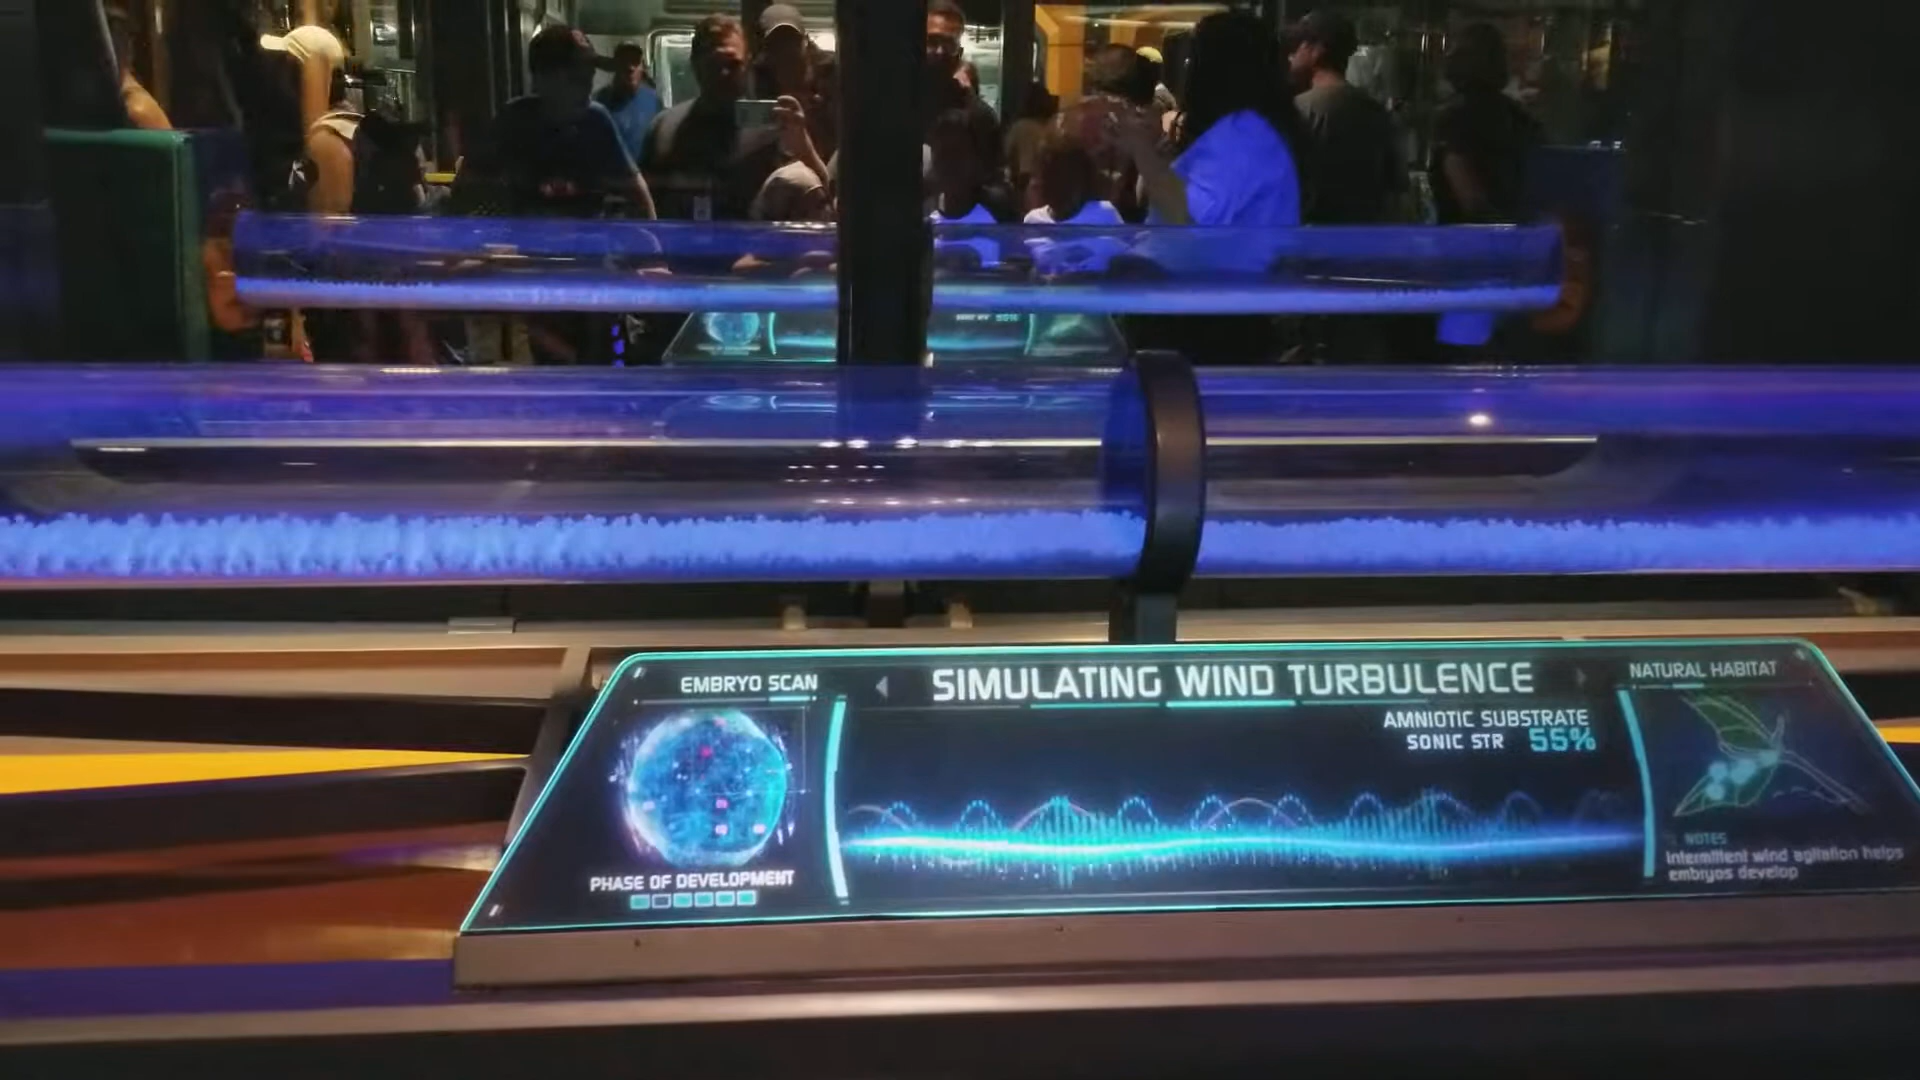 EMBRYO SCAN
PHASE OF DEVELOPMENT
SIMULATING WIND TURBULENCE
AMNIOTIC SUBSTRATE
SONIC STR 55%
NATURAL HABITAT
NOTES
Intermittent wind agitation helps
embryos develop